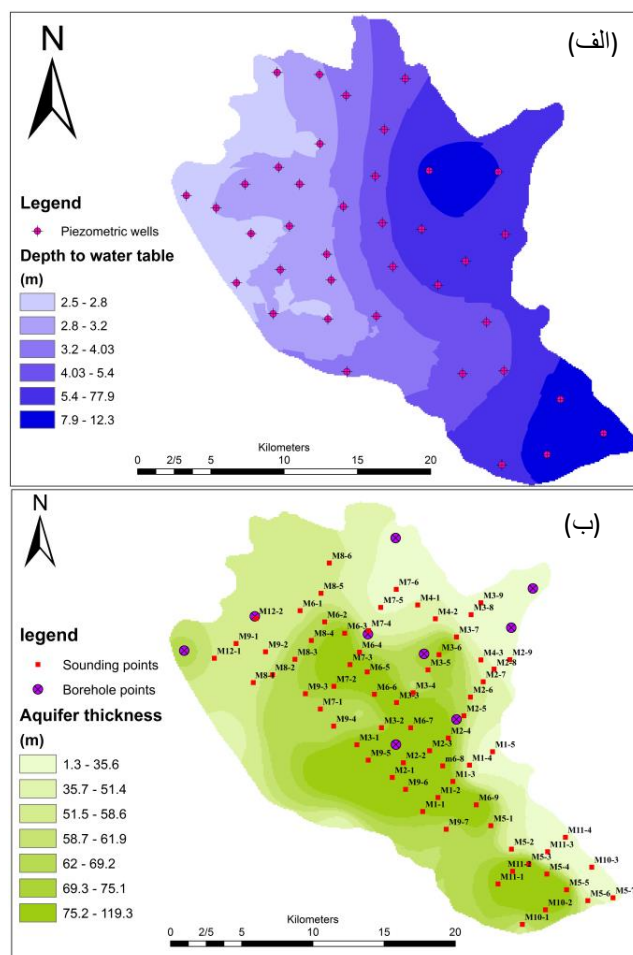 (الف)
N
Legend
Piezometric wells
Depth to water table
(m)
2.5 - 2.8
2.8 - 3.2
3.2 - 4.03
4.03 - 5.4
5.4 - 77.9
7.9 - 12.3
Kilometers
0 2/5 5 10 15 20
(ب)
N
M8-6
M7-6
M8-5
M3-9
M6-1
M7-5
M4-1
M3-8
M12-2
M6-2
M4-2
M6-3
M7-4
M9-1
M8-4
M3-7
M9-2
M6-4
M3-6
M12-1
M8-3
M7-3
M4-3
M2-9
M8-2
M6-5
M3-5
M2-8
M8-1
M2-7
M7-2
M9-3
M6-6
M3-4
M2-6
M3-3
M7-1
M2-5
M9-4
M3-2
M6-7
M2-4
M3-1
M2-3
M1-5
M9-5
M2-2
m6-8
M1-4
M2-1
M1-3
M9-6
M1-2
M6-9
M1-1
M5-1
M9-7
M11-4
M5-2
M11-3
M5-3
M10-3
M11-2
M5-4
M11-1
M5-5
M5-6
M5-7
M10-2
M10-1
legend
Sounding points
Borehole points
Aquifer thickness
(m)
1.3 - 35.6
35.7 - 51.4
51.5 - 58.6
58.7 - 61.9
62 - 69.2
69.3 - 75.1
75.2 - 119.3
Kilometers
0 2/5 5 10 15 20